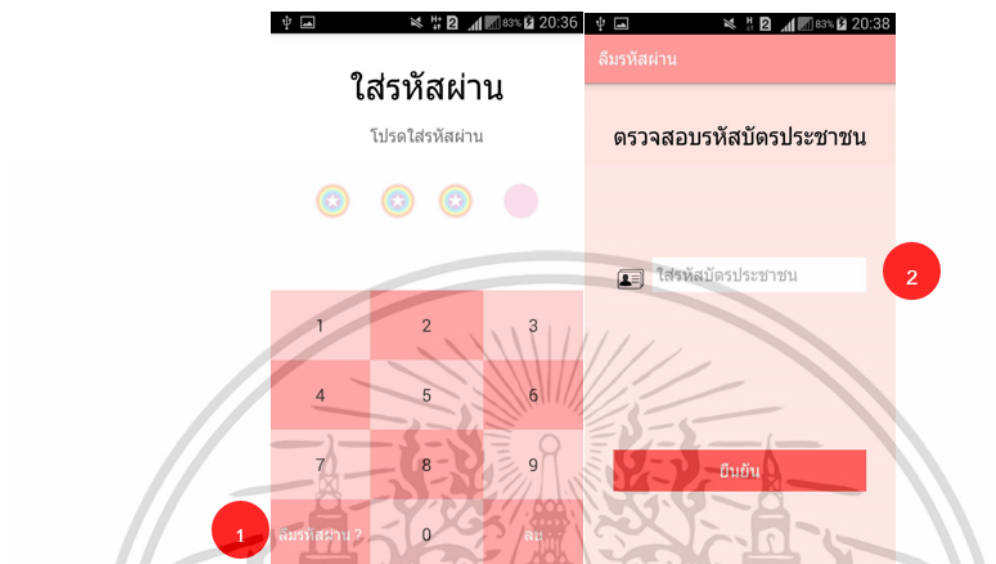 83% 20:36
ใส่รหัสผ่าน
โปรดใส่รหัสผ่าน
1 2 3
4 5 6
7 8 9
1 ลืมรหัสผ่าน ? 0 ลบ
83% 20:38
ลืมรหัสผ่าน
ตรวจสอบรหัสบัตรประชาชน
ใส่รหัสบัตรประชาชน 2
ยืนยัน